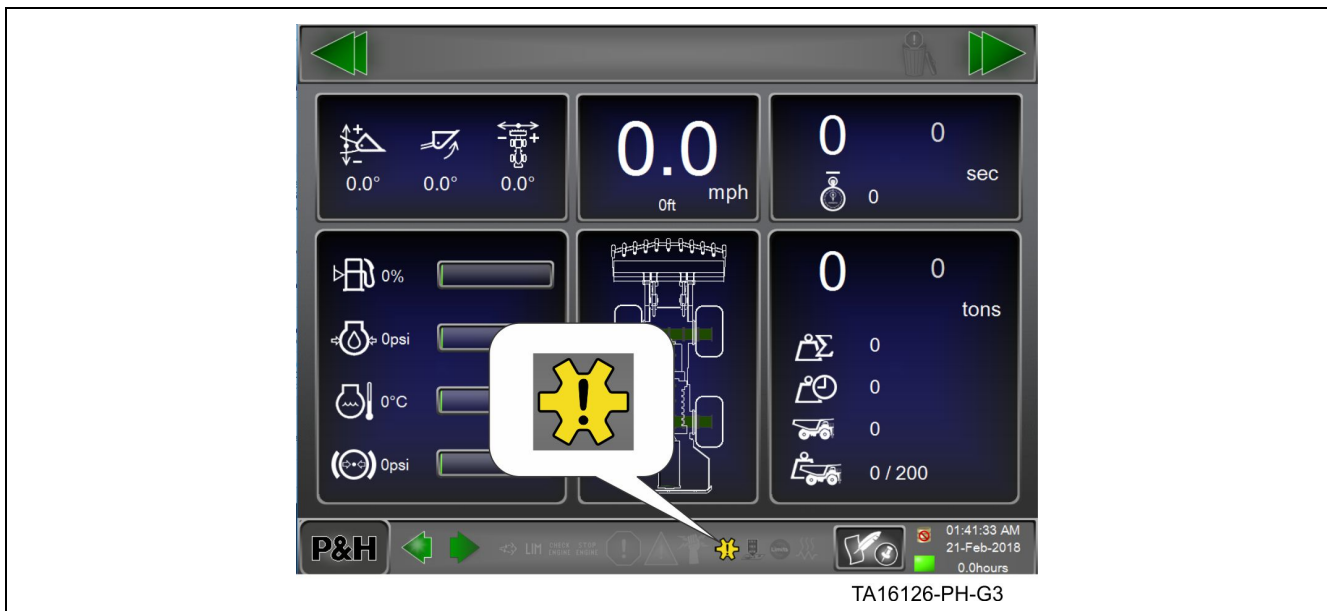 0.0° 0.0° 0.0°
0.0
mph
0ft
0 0
sec
0
0%
0psi
0°C
0psi
0 0
tons
0
0
0
0 / 200
!
P&H
LIM CHECK ENGINE STOP ENGINE
01:41:33 AM
21-Feb-2018
0.0hours
TA16126-PH-G3